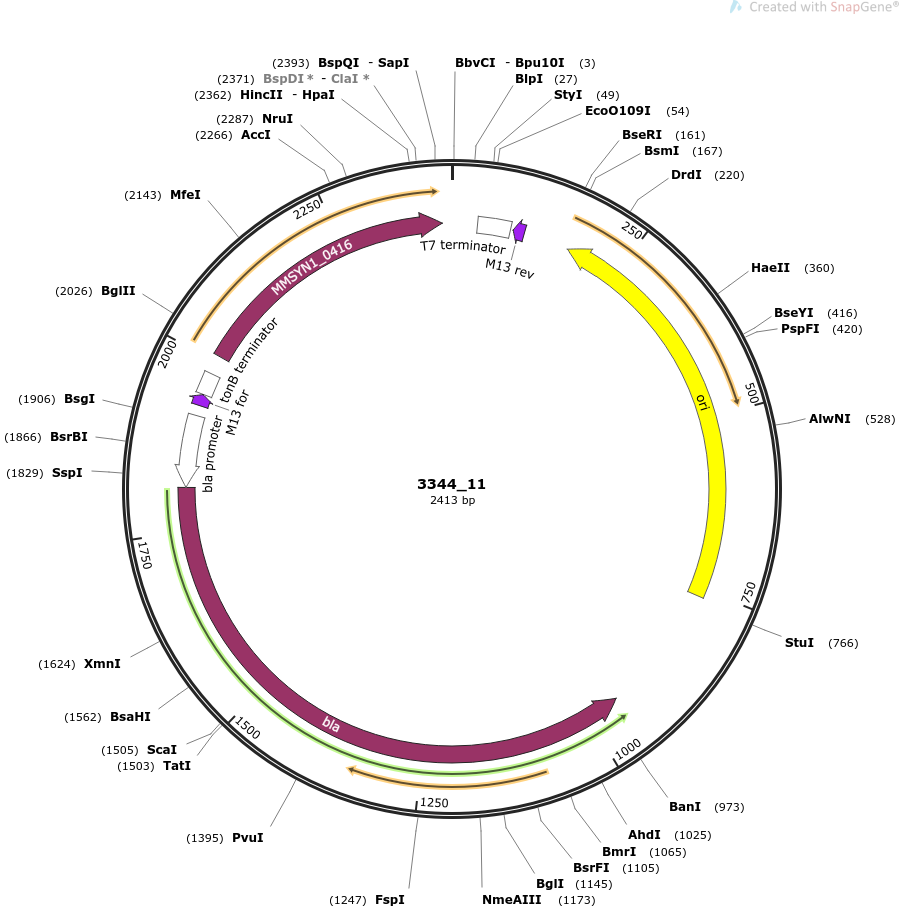 Created with SnapGene®
(2393) BspQI - SapI
BbvCI - Bpu10I (3)
(2371) BspDI * - ClaI *
BlpI (27)
(2362) HincII - HpaI
StyI (49)
EcoO109I (54)
(2287) NruI
(2266) AccI
BseRI (161)
BsmI (167)
DrdI (220)
(2143) MfeI
2250
250
T7 terminator
M13 rev
MMSYN1_0416
HaeII (360)
(2026) BglII
BseYI (416)
PspFI (420)
2000
tonB terminator
M13 for
500
ori
(1906) BsgI
AlwNI (528)
(1866) BsrBI
bla promoter
(1829) SspI
3344_11
2413 bp
1750
750
StuI (766)
(1624) XmnI
(1562) BsaHI
bla
1500
(1505) ScaI
(1503) TatI
1000
1250
BanI (973)
(1395) PvuI
AhdI (1025)
BmrI (1065)
BsrFI (1105)
BglI (1145)
(1247) FspI
NmeAIII (1173)